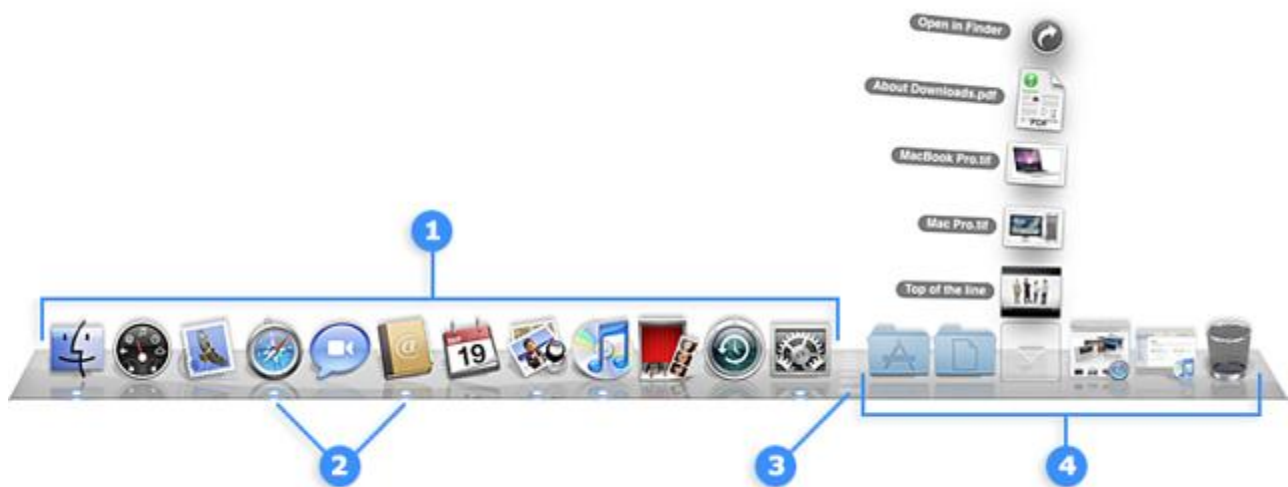 Open in Finder
About Downloads.pdf
PDF
MacBook Pro.tif
Mac Pro.tif
1
Top of the line
@
19
2
3
4